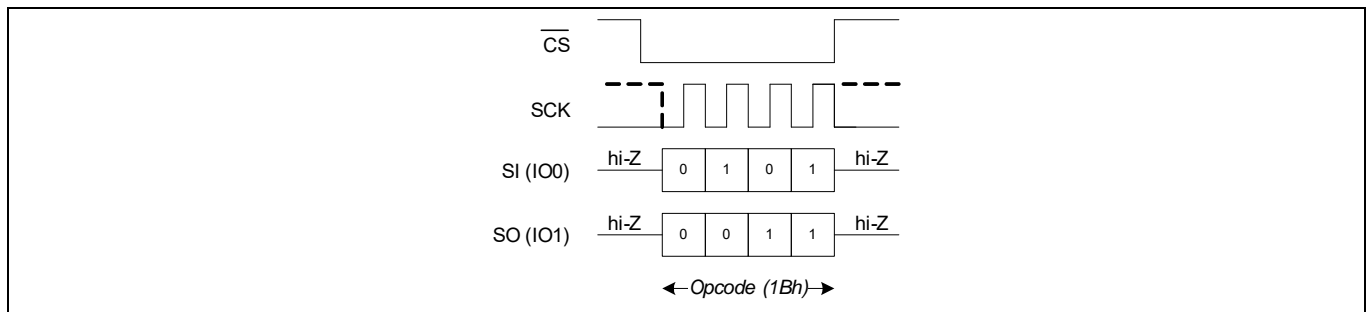 CS
SCK
hi-Z 0 1 0 1 hi-Z
SI (IO0)
hi-Z 0 0 1 1 hi-Z
SO (IO1)
Opcode (1Bh)